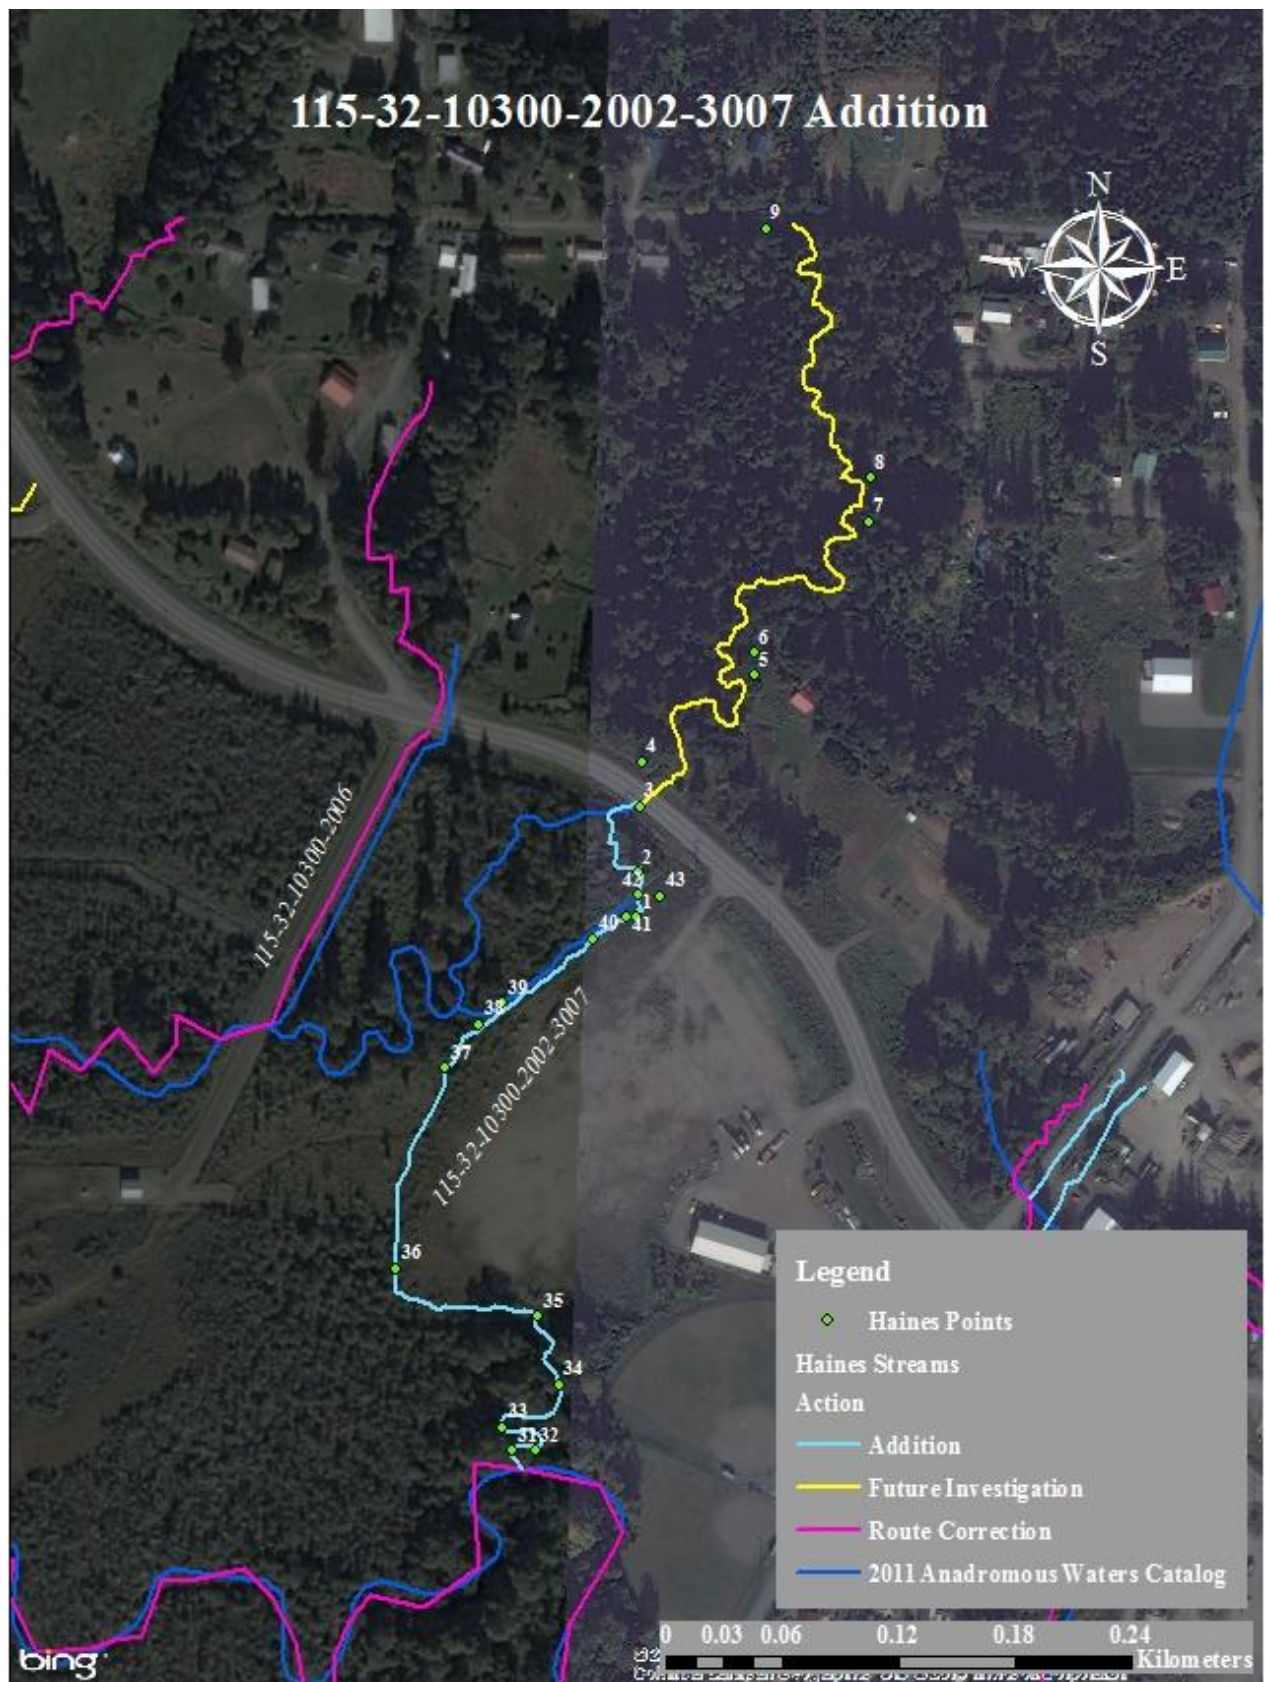 115-32-10300-2002-3007 Addition
N
W
E
S
9
8
7
6
5
4
3
2
42
43
1
40
41
39
38
37
115-32-10300-2006
115-32-10300-2002-3007
36
35
34
33
31
32
Legend
Haines Points
Haines Streams
Action
Addition
Future Investigation
Route Correction
2011 Anadromous Waters Catalog
0 0.03 0.06 0.12 0.18 0.24
Kilometers
bing